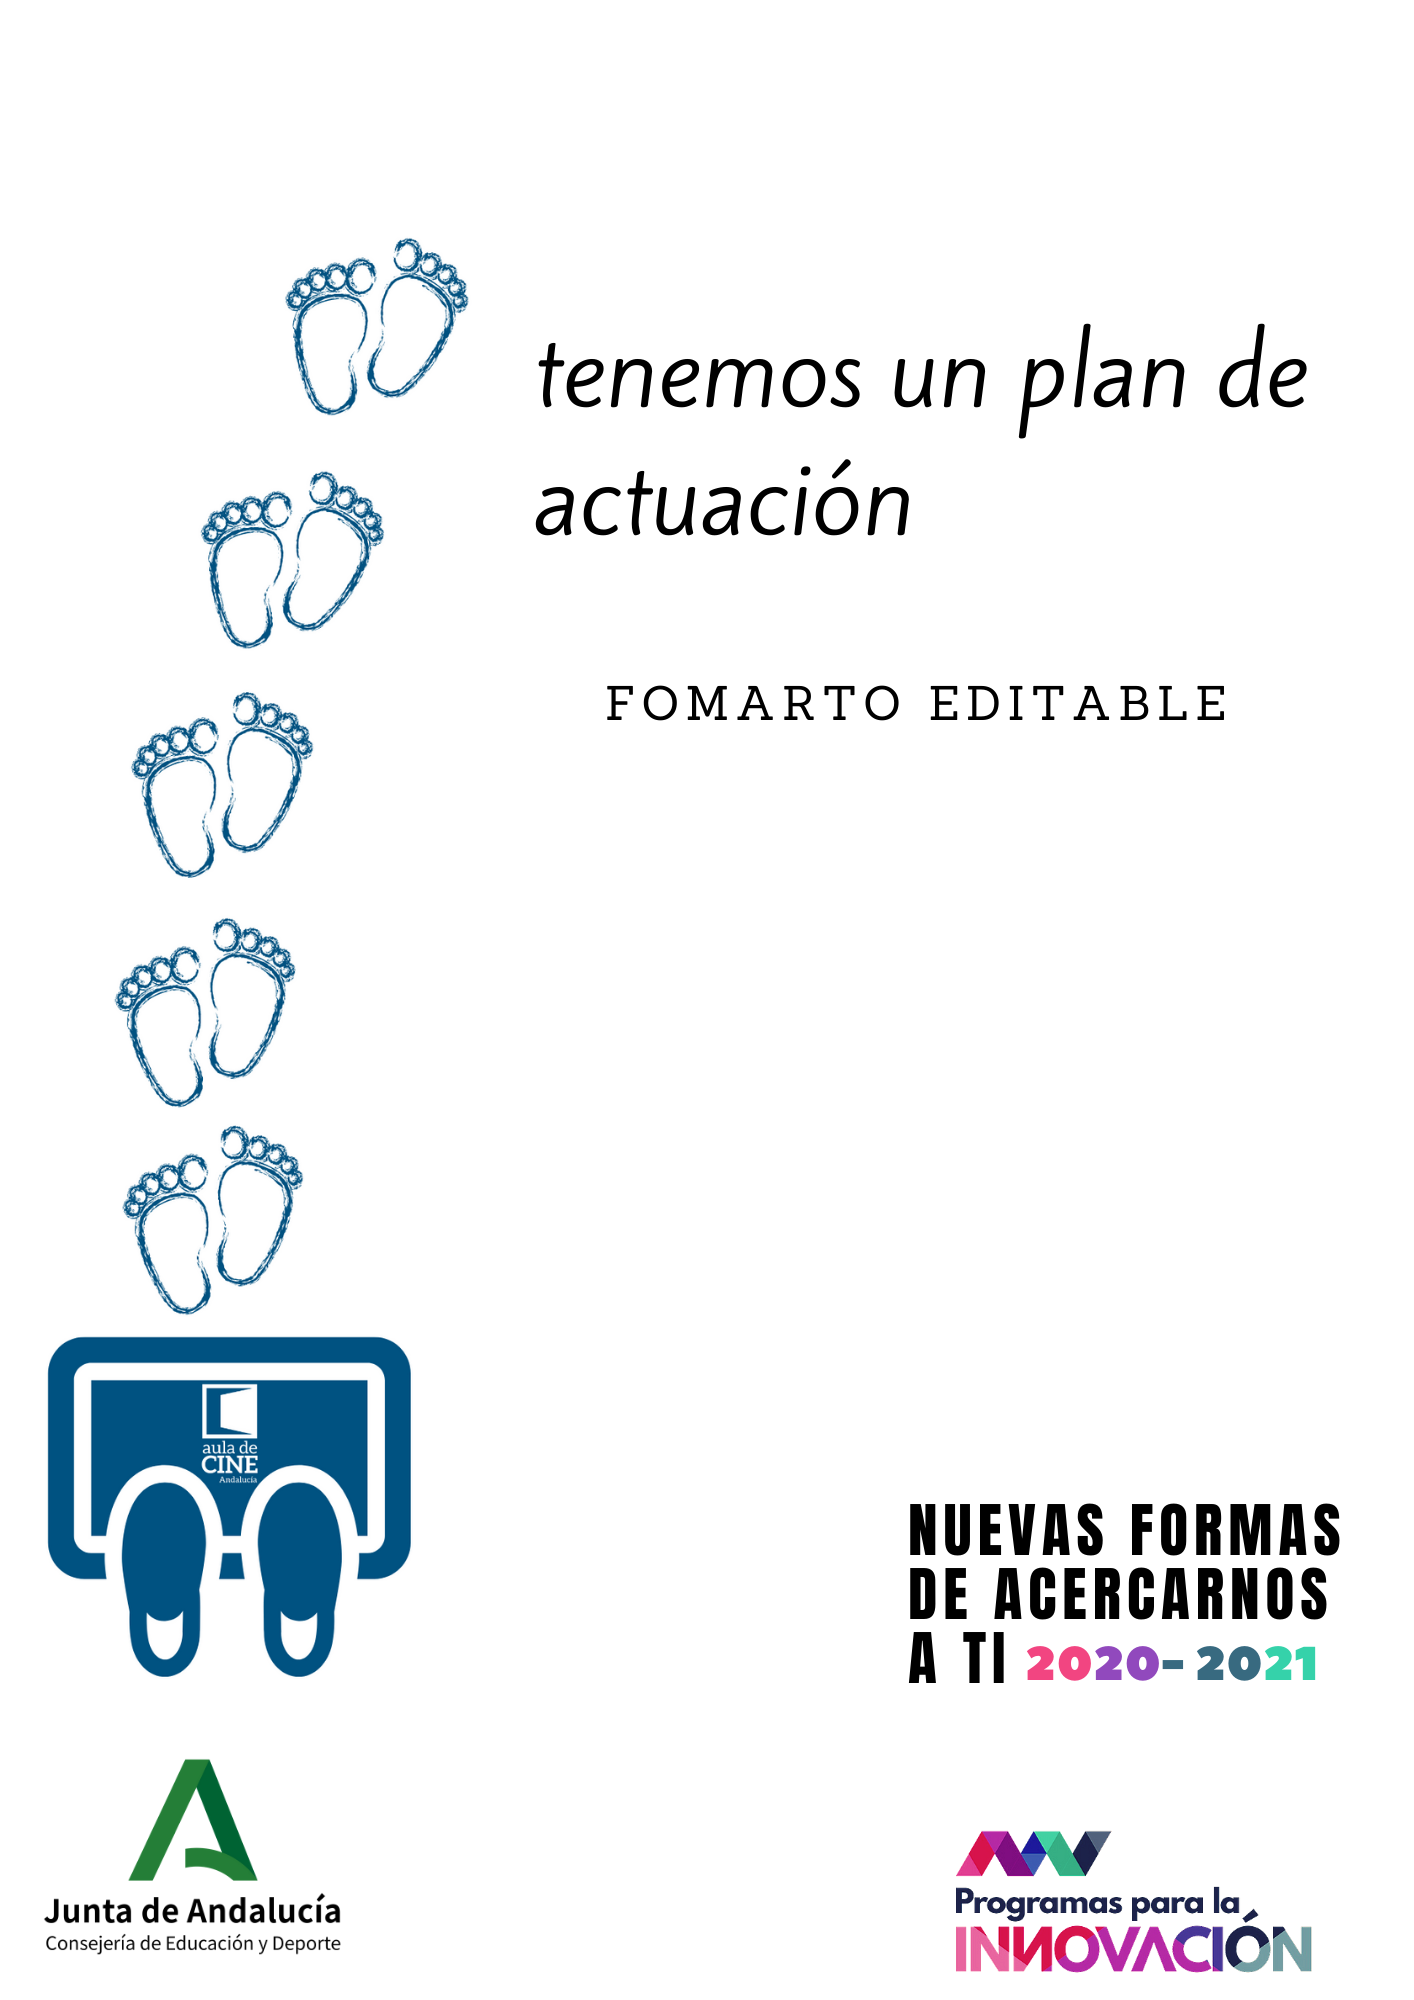 tenemos un plan de
actuación
FOMARTO EDITABLE
aula de
CINE
Andalucía
NUEVAS FORMAS
DE ACERCARNOS
A TI 2020- 2021
Junta de Andalucía
Consejería de Educación y Deporte
Programas para la
INNOVACIÓN